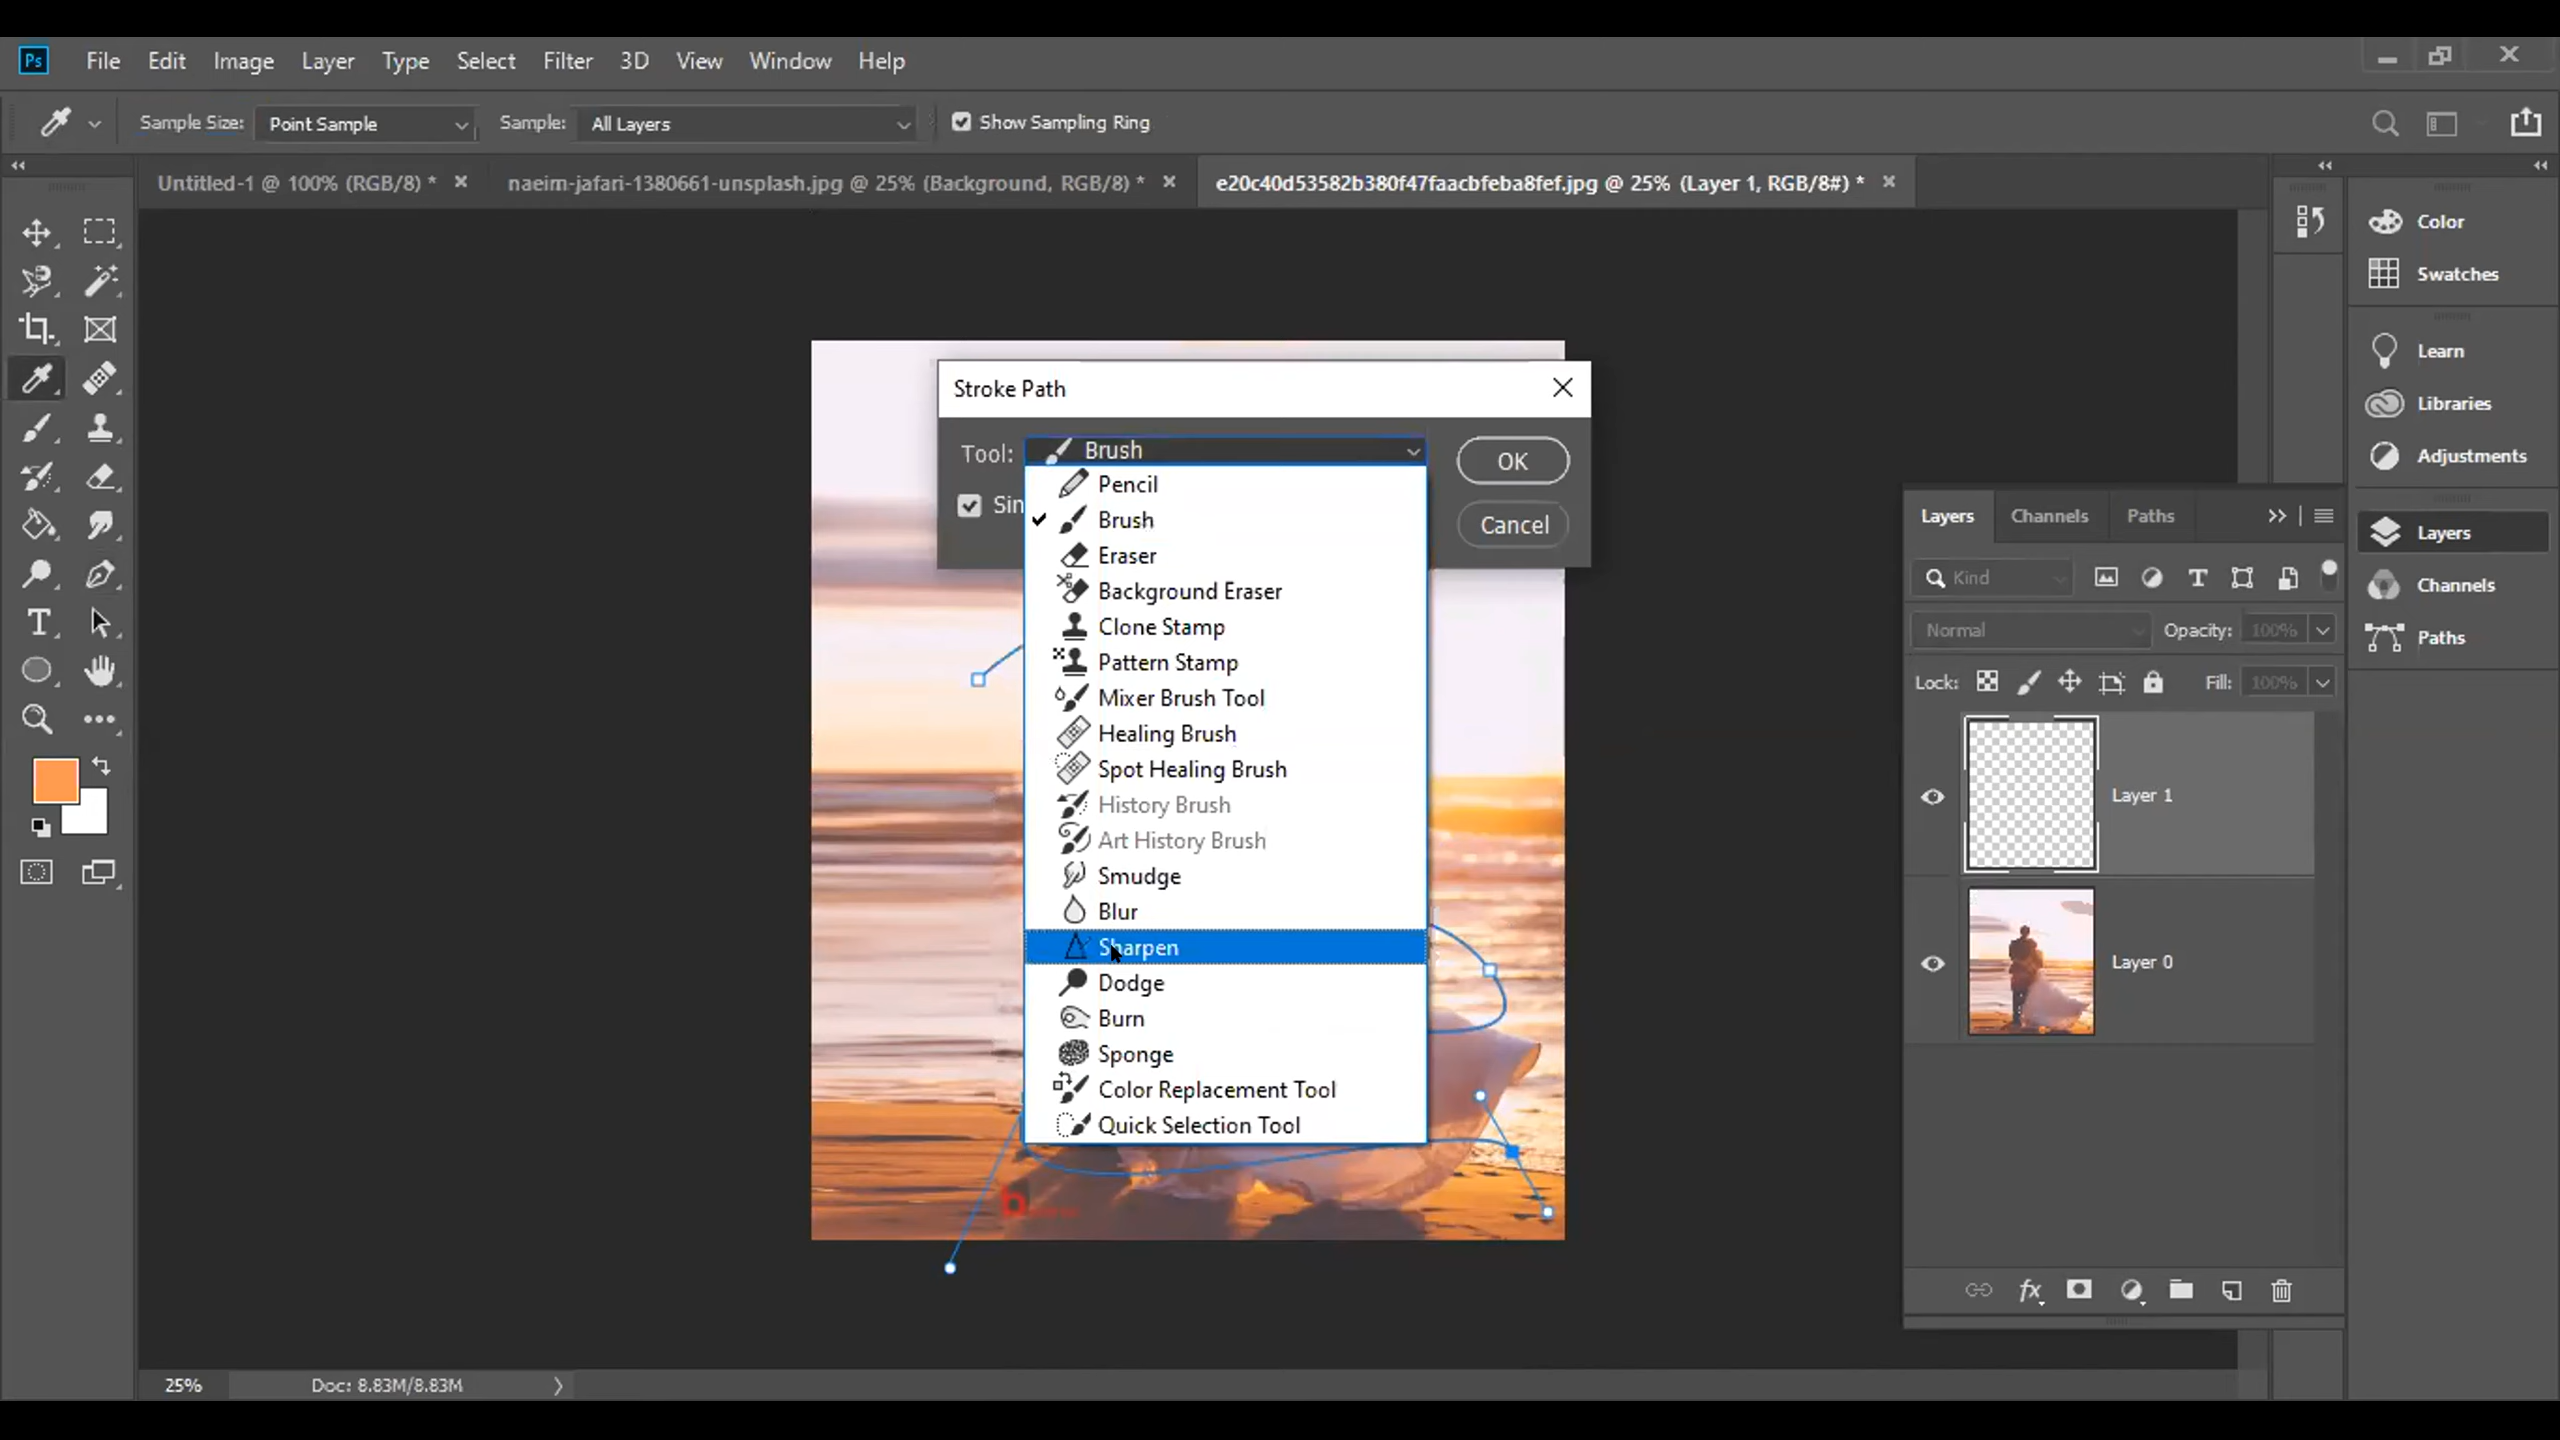 Ps File Edit Image Layer Type Select Filter 3D View Window Help
Sample Size: Point Sample Sample: All Layers Show Sampling Ring
Untitled-1 @ 100% (RGB/8) * naeim-jafari-1380661-unsplash.jpg @ 25% (Background, RGB/8) * e20c40d53582b380f47faacbfeba8fef.jpg @ 25% (Layer 1, RGB/8#) *
Stroke Path
Tool: Brush
OK
Cancel
Pencil
Brush
Eraser
Background Eraser
Clone Stamp
Pattern Stamp
Mixer Brush Tool
Healing Brush
Spot Healing Brush
History Brush
Art History Brush
Smudge
Blur
Sharpen
Dodge
Burn
Sponge
Color Replacement Tool
Quick Selection Tool
Layers Channels Paths
Kind
Normal Opacity: 100%
Lock: Fill: 100%
Layer 1
Layer 0
Color
Swatches
Learn
Libraries
Adjustments
Layers
Channels
Paths
25% Doc: 8.83M/8.83M